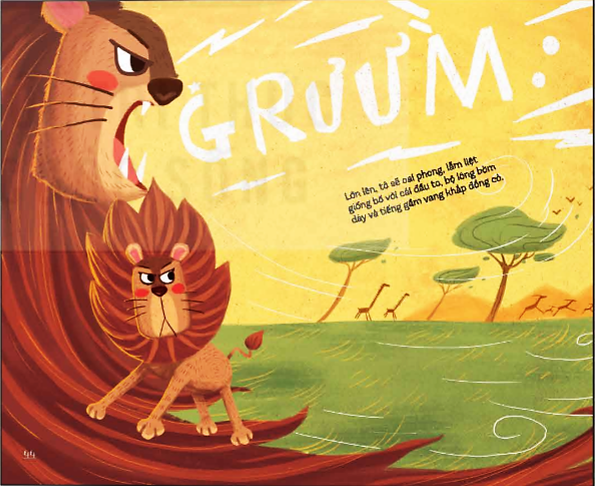 GRƯƯM:
Lớn lên, tớ sẽ oai phong, lẫm liệt
giống bố với cái đầu to, bộ lông bờm
dày và tiếng gầm vang khắp đồng cỏ.
44